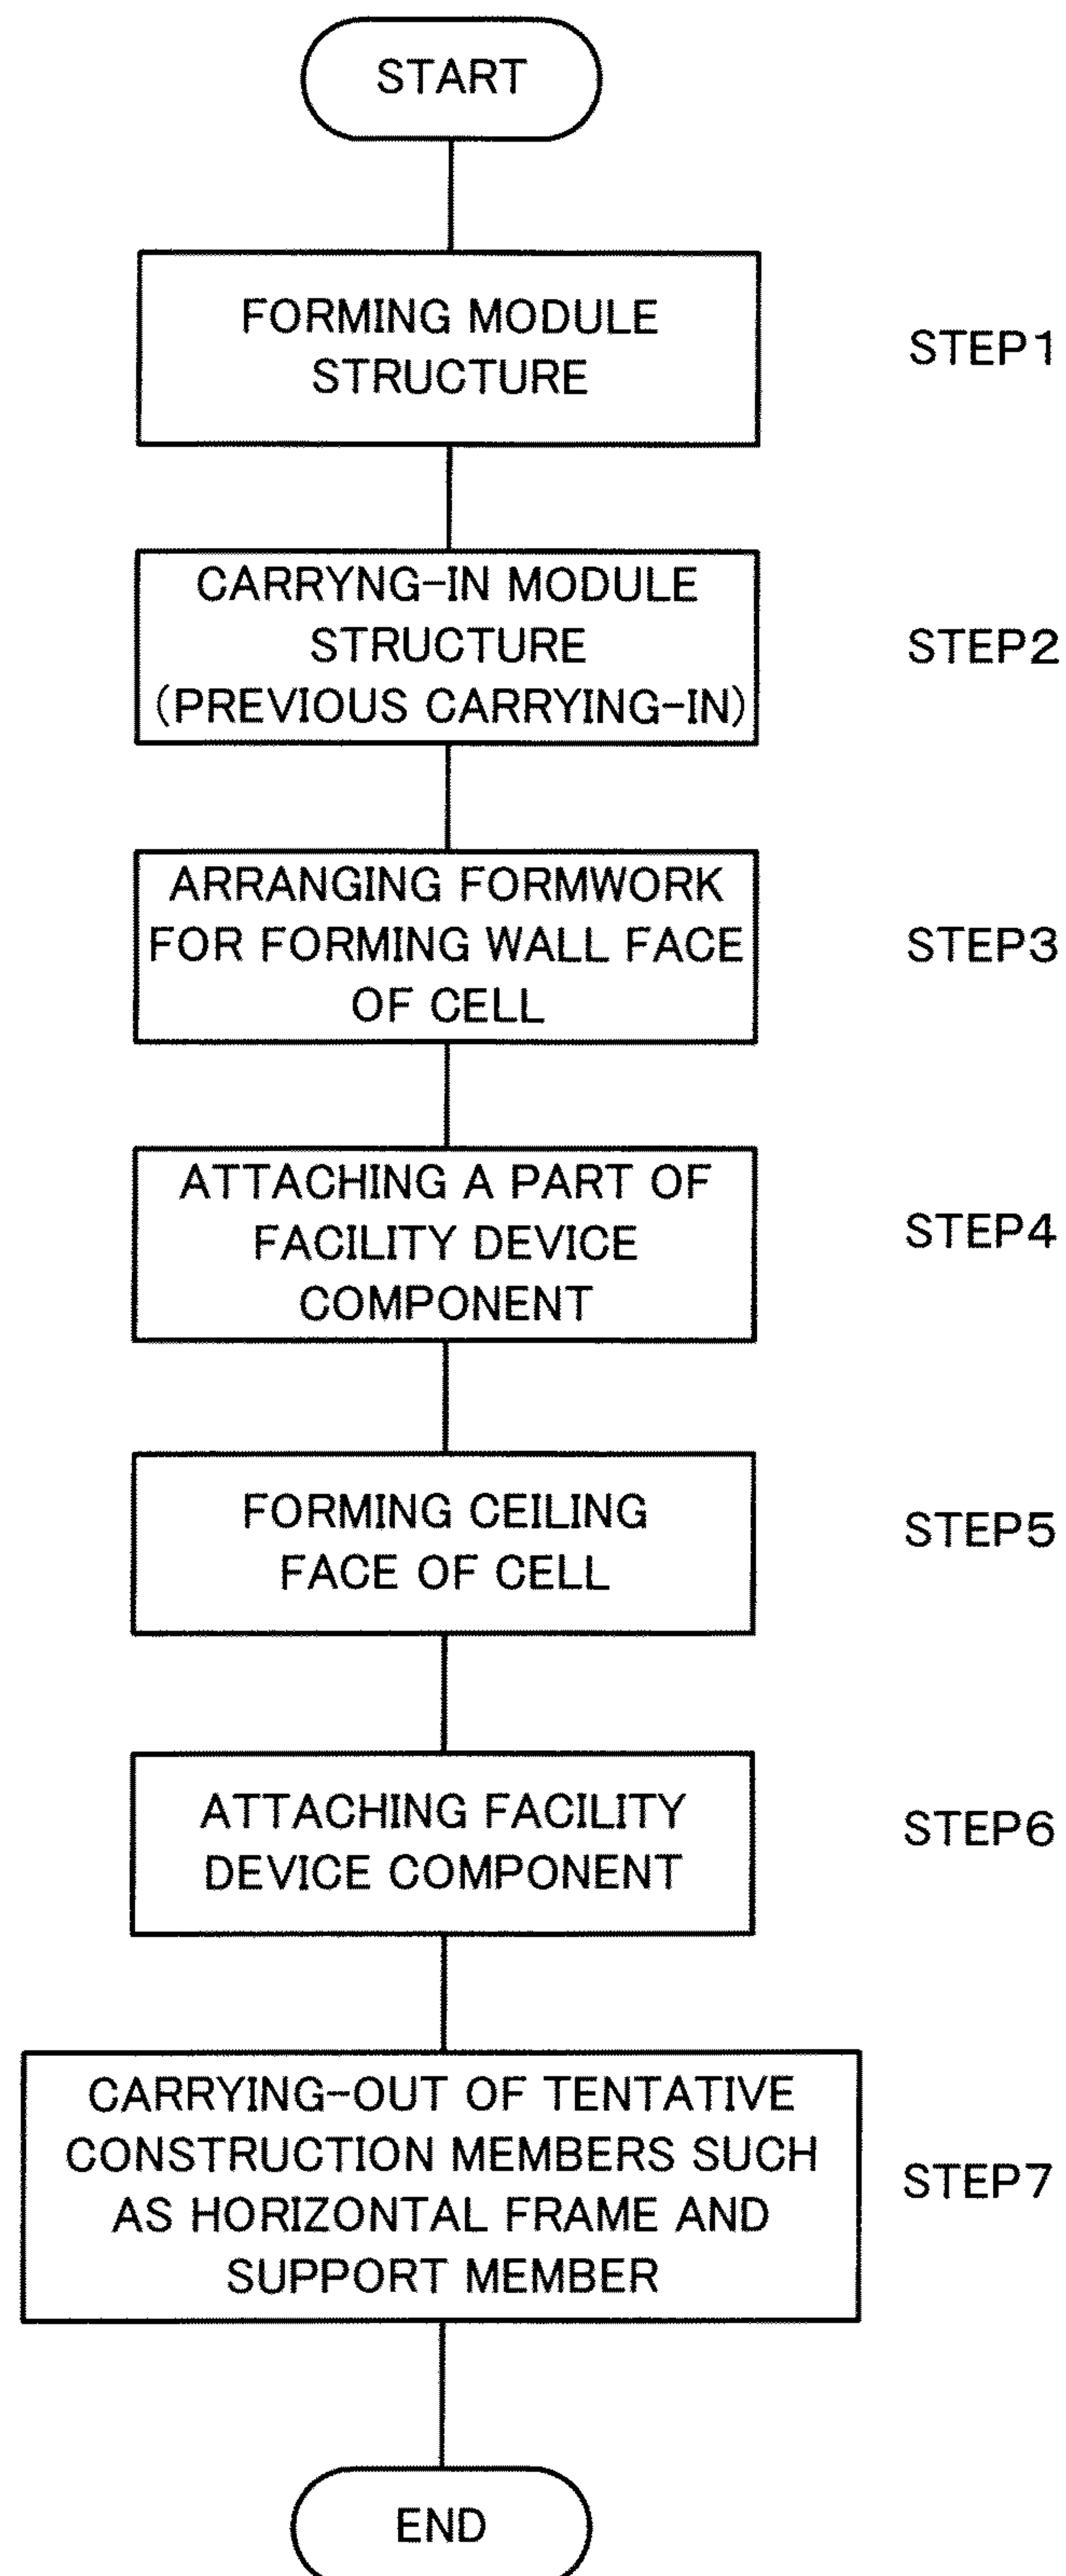 START
FORMING MODULE
STRUCTURE
STEP1
CARRYNG-IN MODULE
STRUCTURE
(PREVIOUS CARRYING-IN)
STEP2
ARRANGING FORMWORK
FOR FORMING WALL FACE
OF CELL
STEP3
ATTACHING A PART OF
FACILITY DEVICE
COMPONENT
STEP4
FORMING CEILING
FACE OF CELL
STEP5
ATTACHING FACILITY
DEVICE COMPONENT
STEP6
CARRYING-OUT OF TENTATIVE
CONSTRUCTION MEMBERS SUCH
AS HORIZONTAL FRAME AND
SUPPORT MEMBER
STEP7
END